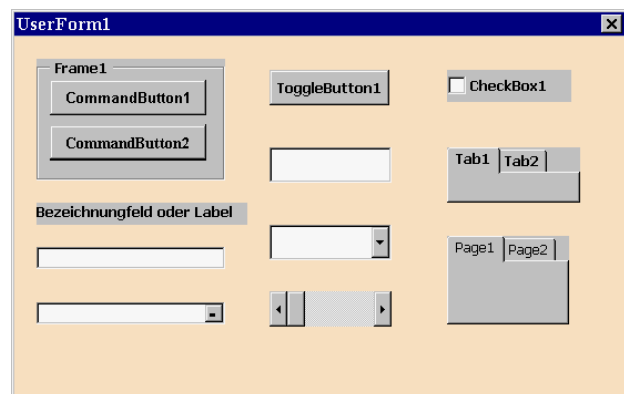 UserForm1
Frame1
CommandButton1
CommandButton2
ToggleButton1
CheckBox1
Tab1 Tab2
Bezeichnungfeld oder Label
Page1 Page2